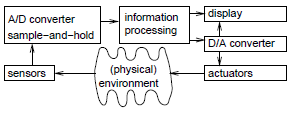 A/D converter
sample-and-hold
information
processing
display
D/A converter
sensors
(physical)
environment
actuators